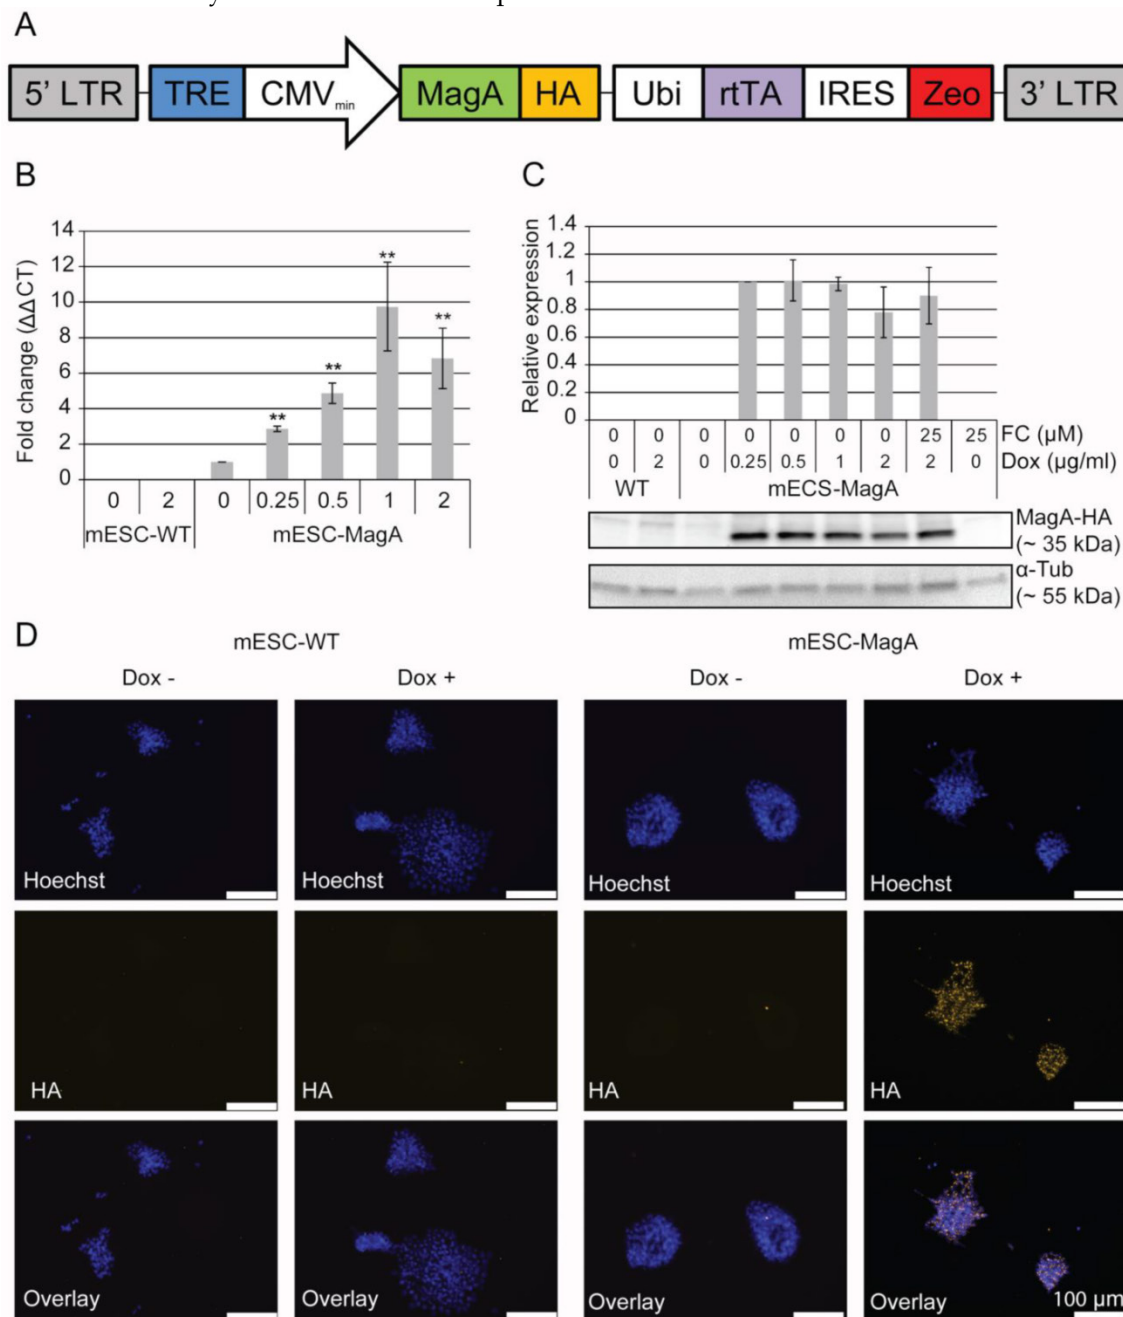 A
5' LTR TRE CMVmin MagA HA Ubi rtTA IRES Zeo 3' LTR
B
Fold change (ΔΔCT)
14
12
10
8
6
4
2
0
** ** ** **
0 2 0 0.25 0.5 1 2
mESC-WT mESC-MagA
C
Relative expression
1.4
1.2
1
0.8
0.6
0.4
0.2
0
0 0 0 0 0 0 0 25 25 FC (µM)
0 2 0 0.25 0.5 1 2 2 0 Dox (µg/ml)
WT mECS-MagA
MagA-HA
(~ 35 kDa)
α-Tub
(~ 55 kDa)
D
mESC-WT mESC-MagA
Dox - Dox + Dox - Dox +
Hoechst Hoechst Hoechst Hoechst
HA HA HA HA
Overlay Overlay Overlay Overlay 100 µm